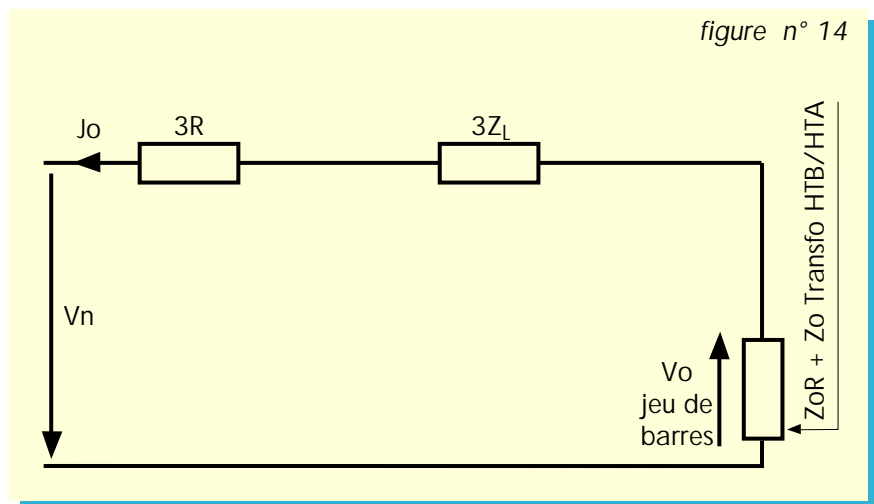 figure n° 14
Jo
3R
3ZL
Vn
Vo
jeu de
barres
ZoR + Zo Transfo HTB/HTA